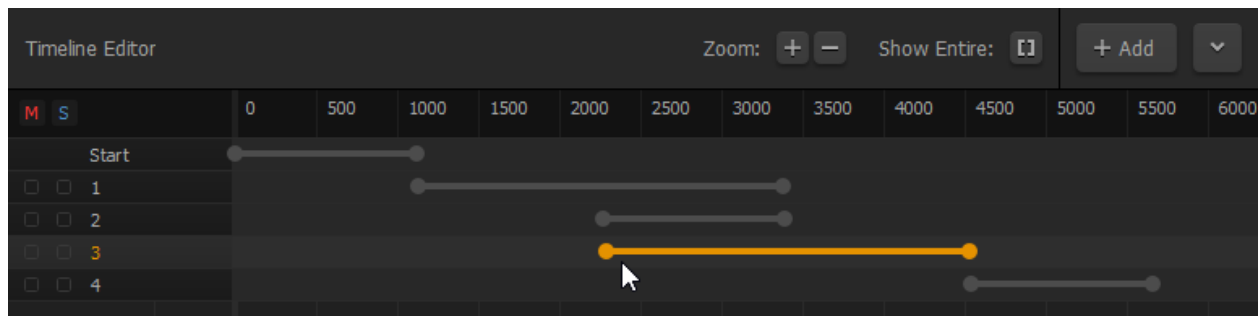 Timeline Editor Zoom: + − Show Entire: [] + Add
M S 0 500 1000 1500 2000 2500 3000 3500 4000 4500 5000 5500 6000
Start
1
2
3
4